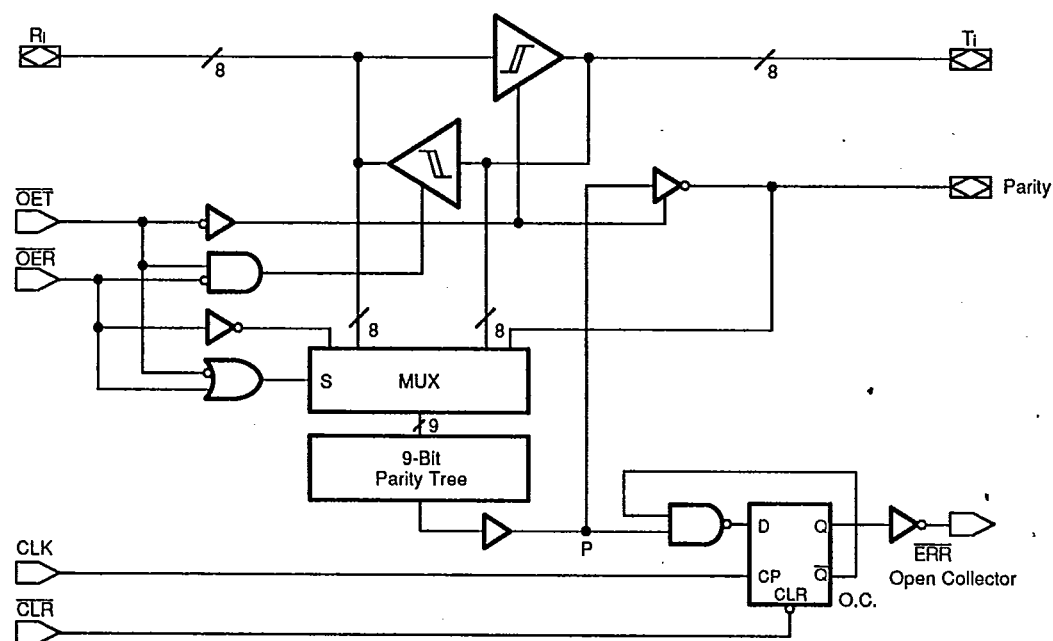 Ri
8
8
Ti
OET
OER
Parity
8
8
S
MUX
9
9-Bit
Parity Tree
CLK
P
D
Q
CP
Q
CLR
O.C.
ERR
Open Collector
CLR